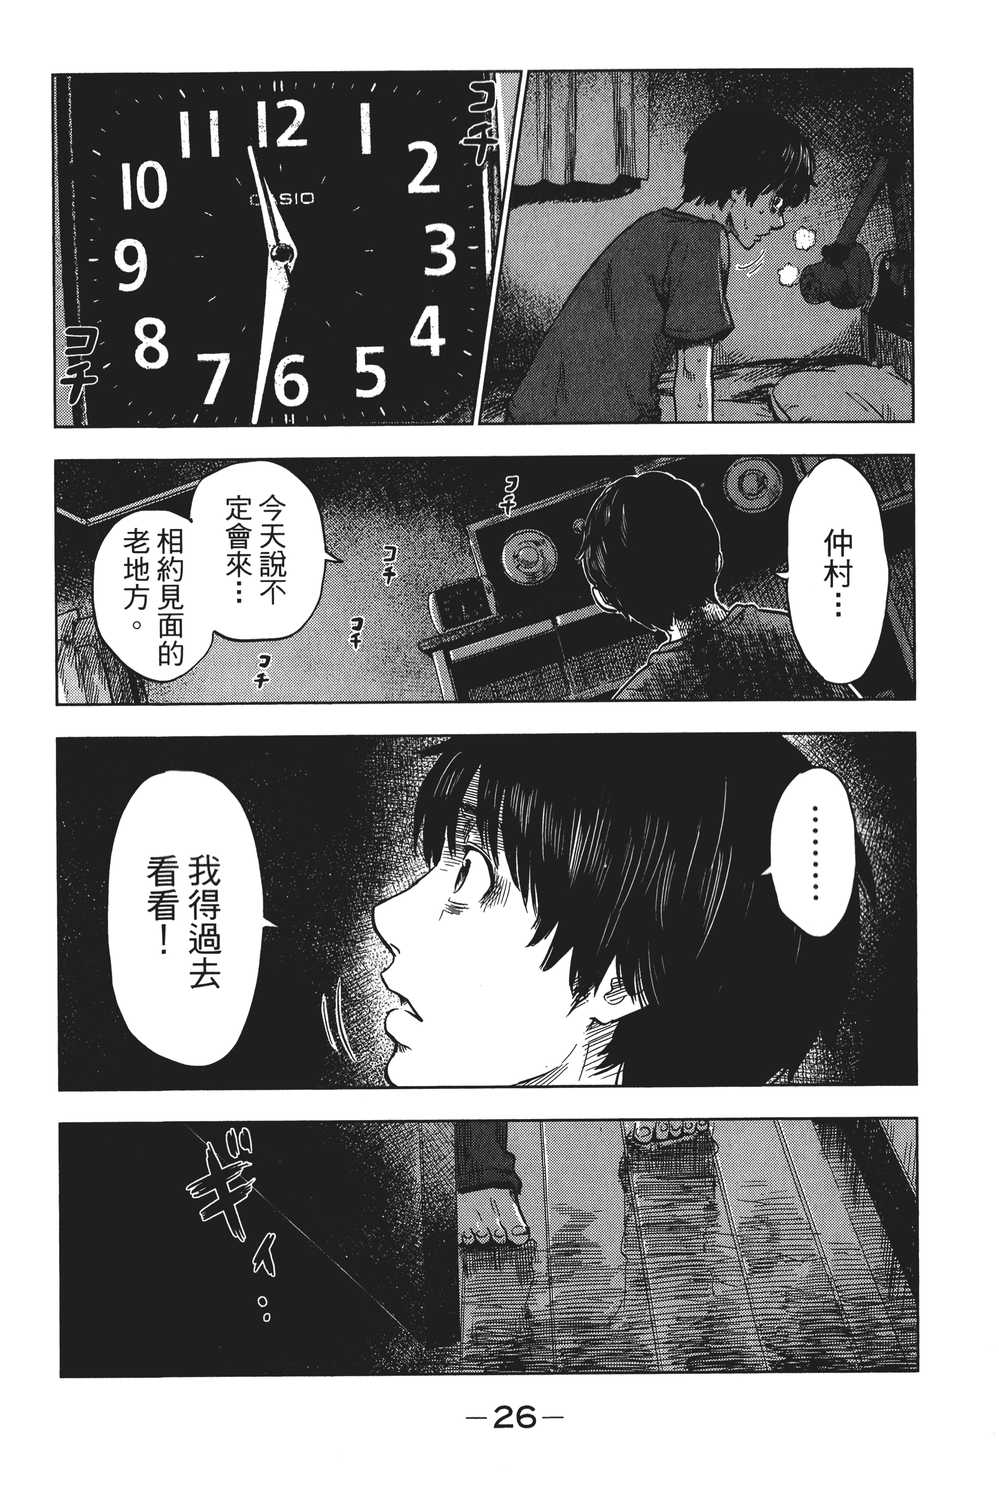 コチ
コチ
12
1
2
3
4
5
6
7
8
9
10
11
CASIO
仲村…
コチ
コチ
コチ
コチ
今天說不
定會來…
相約見面的
老地方。
………
我得過去
看看！
ギィ…
—26—